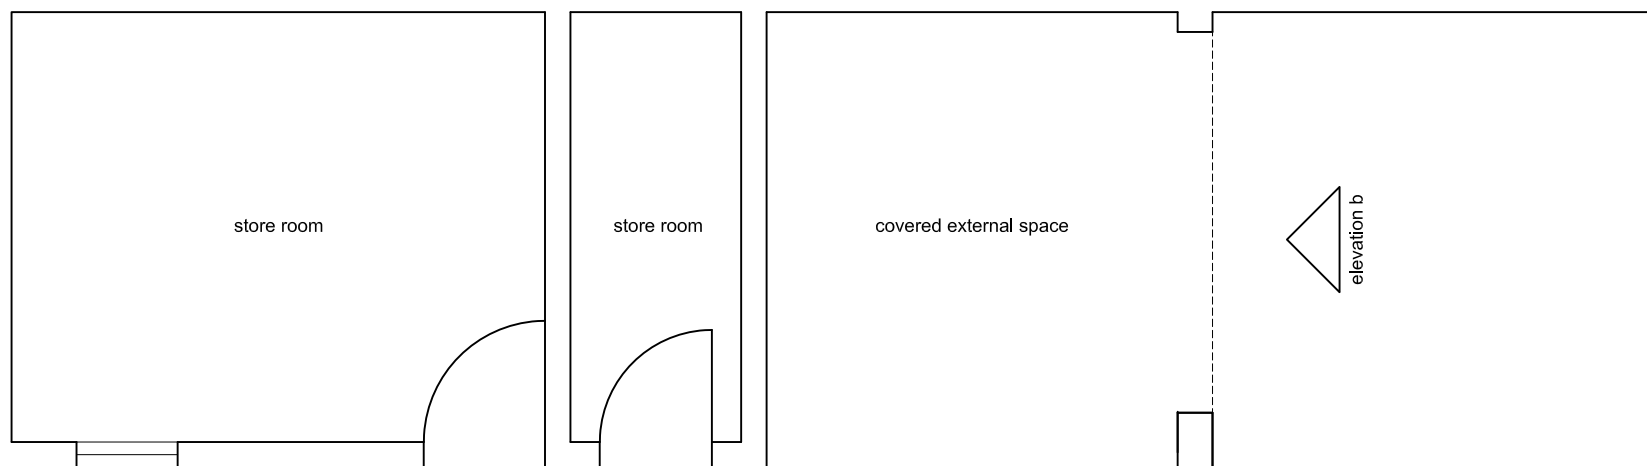 store room
store room
covered external space
elevation b